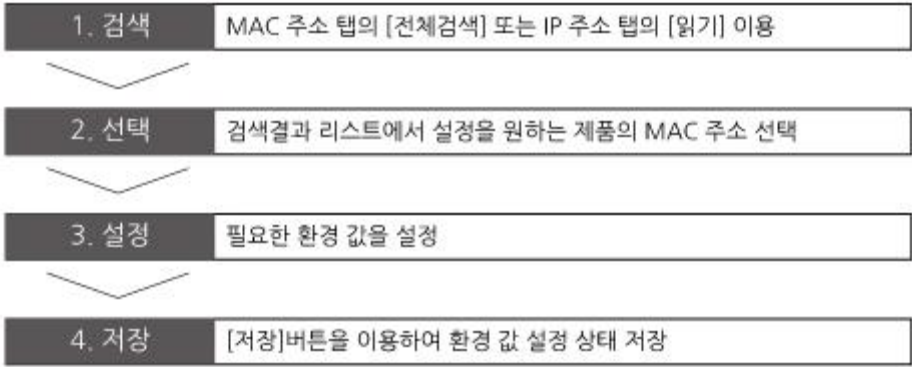 1. 검색 MAC 주소 탭의 [전체검색] 또는 IP 주소 탭의 [읽기] 이용
2. 선택 검색결과 리스트에서 설정을 원하는 제품의 MAC 주소 선택
3. 설정 필요한 환경 값을 설정
4. 저장 [저장]버튼을 이용하여 환경 값 설정 상태 저장